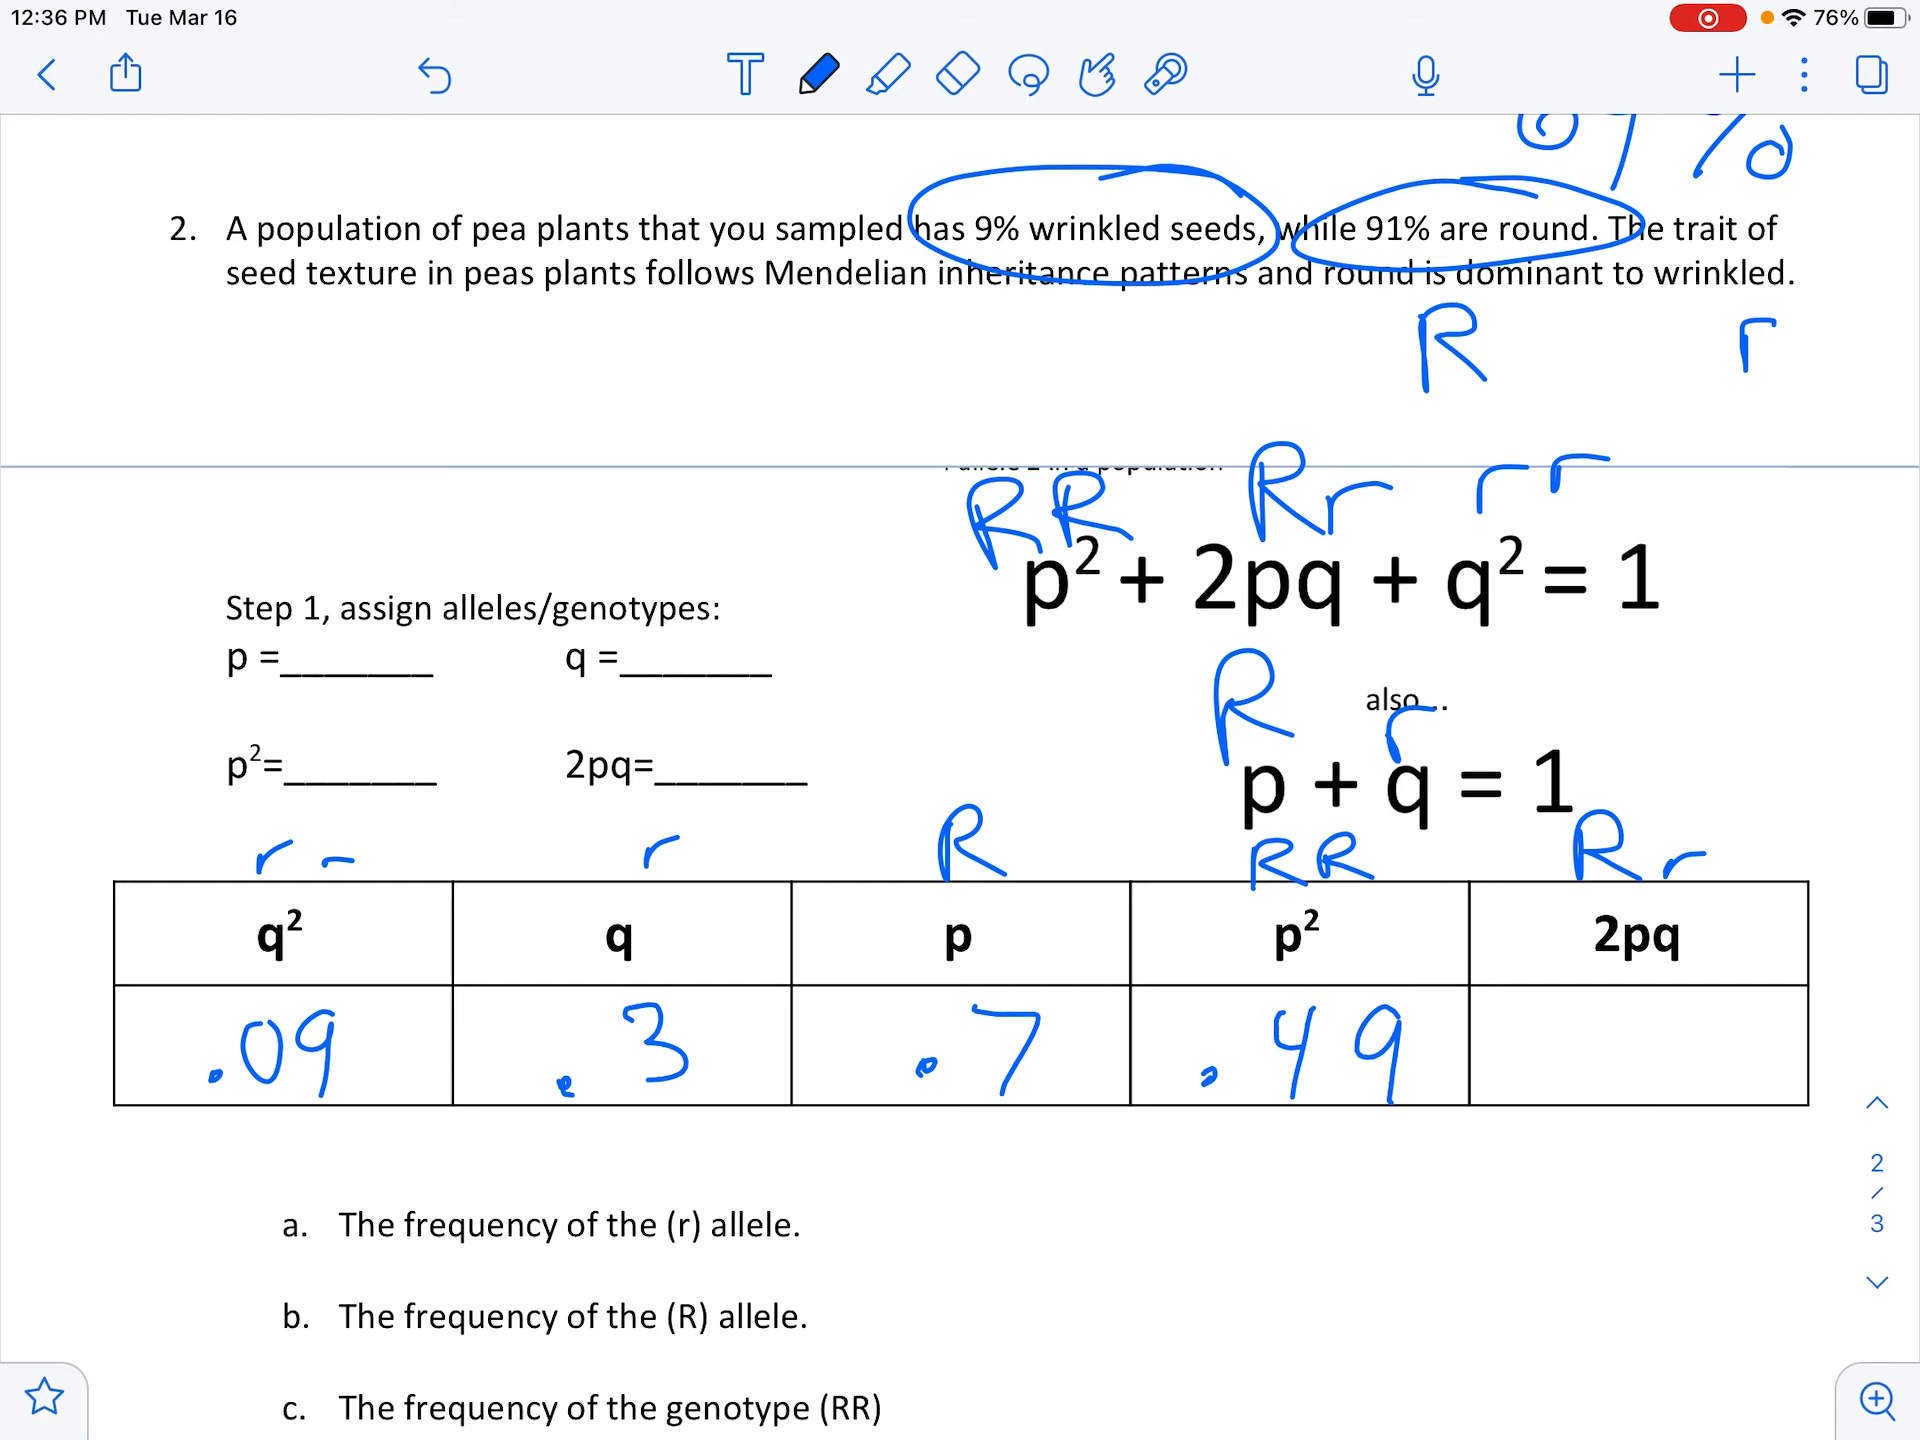 12:36 PM Tue Mar 16
76%
%
2. A population of pea plants that you sampled has 9% wrinkled seeds, while 91% are round. The trait of
seed texture in peas plants follows Mendelian inheritance patterns and round is dominant to wrinkled.
R r
RR Rr rr
p² + 2pq + q² = 1
Step 1, assign alleles/genotypes:
p =_______ q =_______
R
also...
r
p²=_______ 2pq=_______
p + q = 1
r r R RR Rr
q² q p p² 2pq
.09 .3 .7 .49
2
/
3
a. The frequency of the (r) allele.
b. The frequency of the (R) allele.
c. The frequency of the genotype (RR)